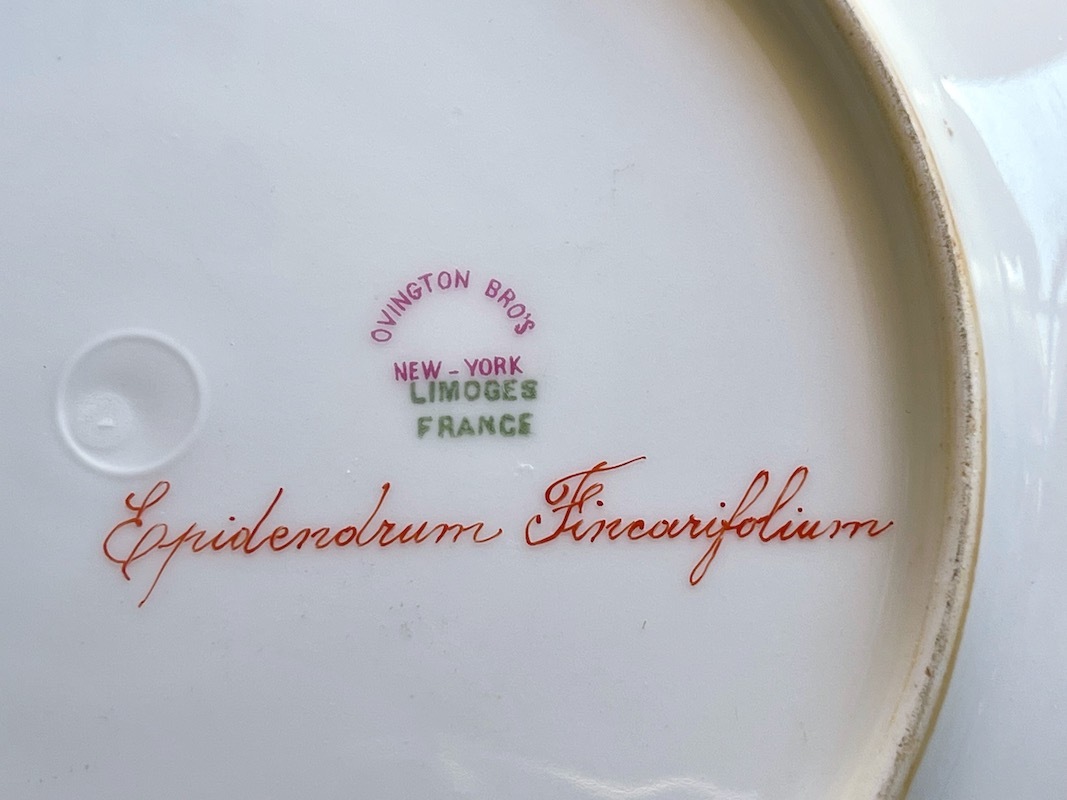 OVINGTON BRO'S
NEW-YORK
LIMOGES
FRANCE
Epidendrum Fincarifolium